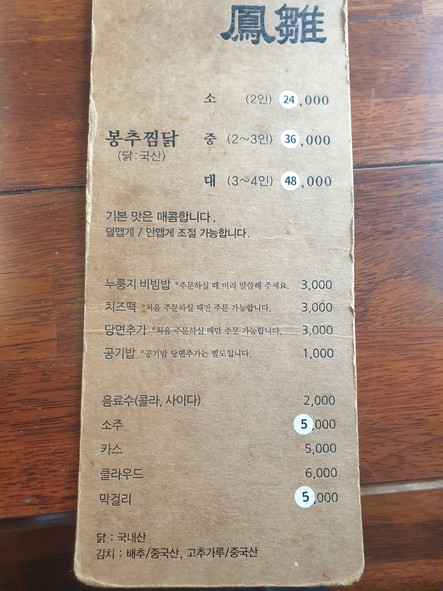 鳳雛
소 (2인) 24,000
봉추찜닭 중 (2~3인) 36,000
(닭:국산)
대 (3~4인) 48,000
기본 맛은 매콤합니다.
덜맵게 / 안맵게 조절 가능합니다.
누룽지 비빔밥 *주문하실 때 미리 말씀해 주세요. 3,000
치즈떡 *처음 주문하실 때만 주문 가능합니다. 3,000
당면추가 *처음 주문하실 때만 주문 가능합니다. 3,000
공기밥 *공기밥 당면추가는 별도입니다. 1,000
음료수(콜라, 사이다) 2,000
소주 5,000
카스 5,000
클라우드 6,000
막걸리 5,000
닭 : 국내산
김치 : 배추/중국산, 고추가루/중국산